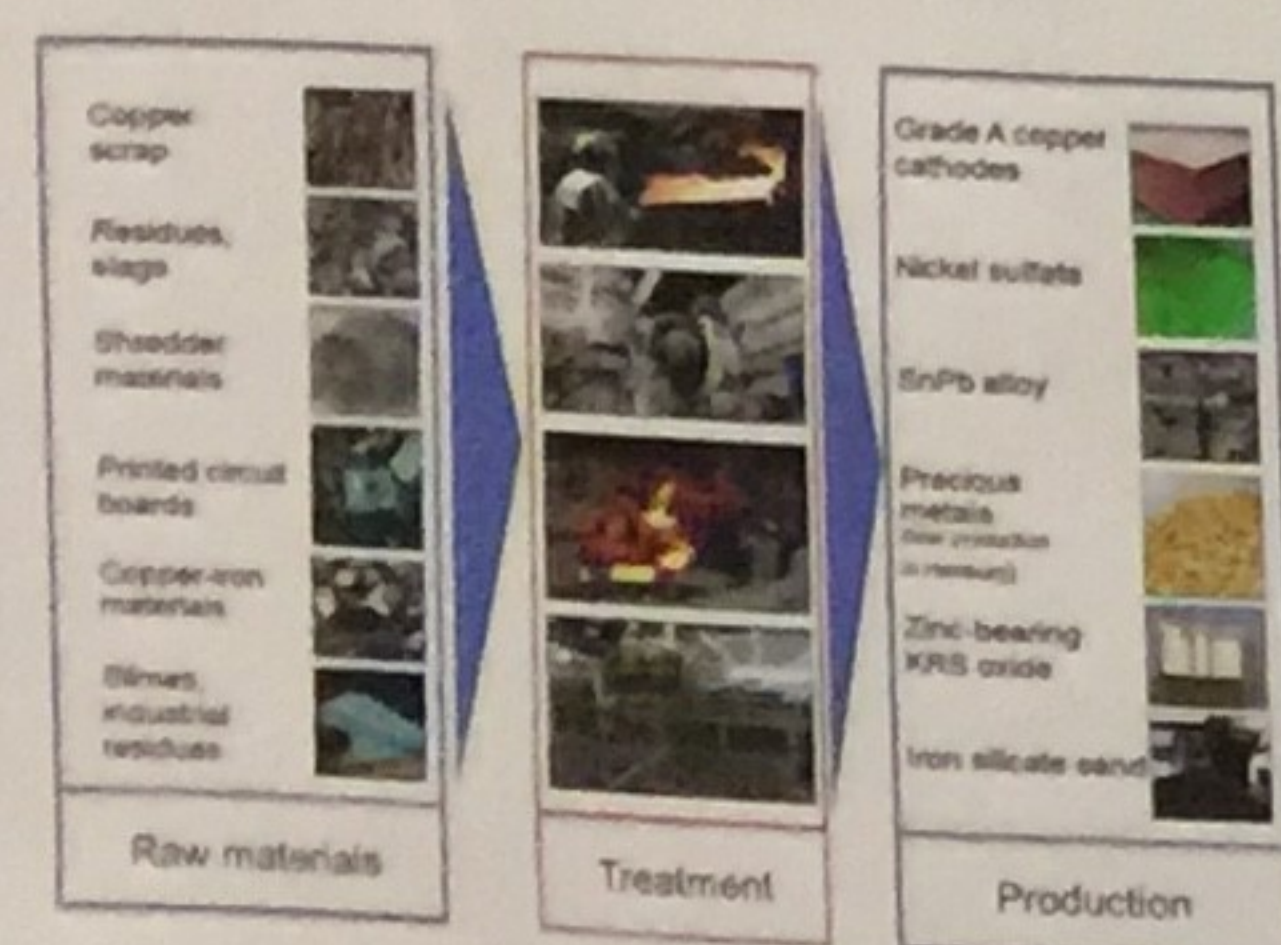 Copper
scrap
Residues,
slags
Shredder
materials
Printed circuit
boards
Copper-iron
materials
Slimes,
industrial
residues
Raw materials
Treatment
Grade A copper
cathodes
Nickel sulfate
SnPb alloy
Precious
metals
production
Zinc-bearing
KRS oxide
Iron silicate sand
Production